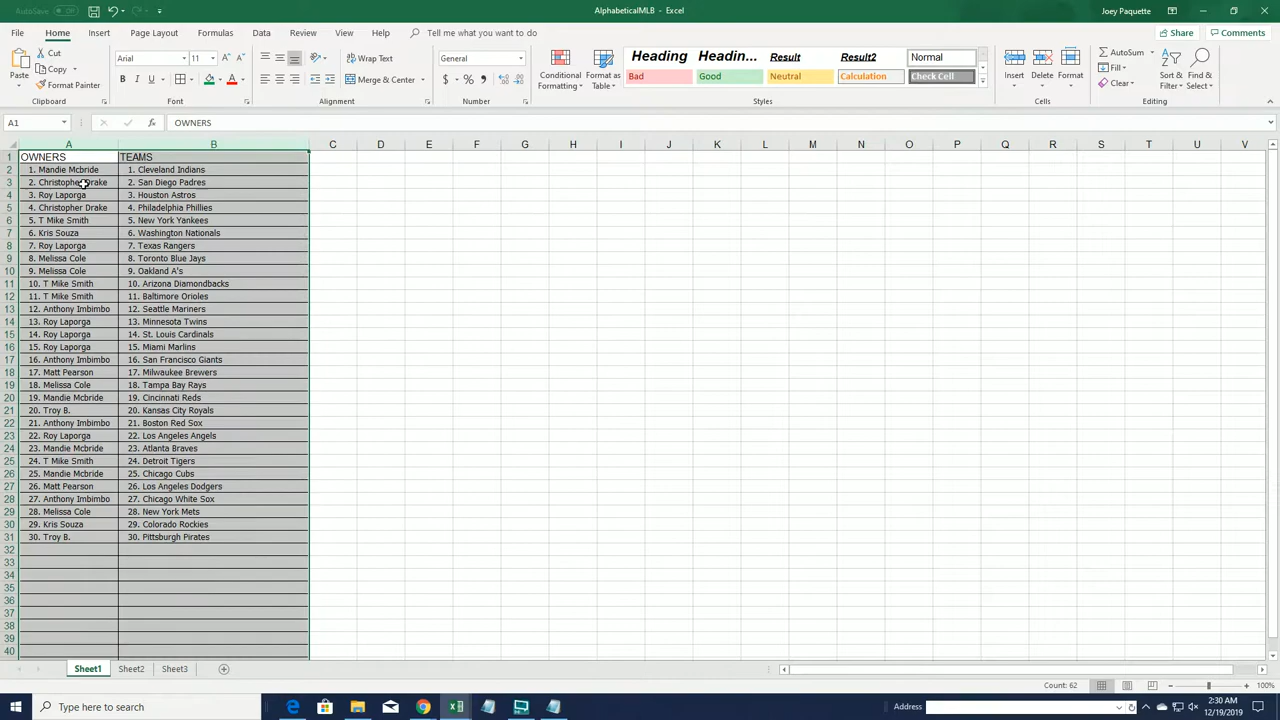 AutoSave Off
AlphabeticalMLB - Excel
Joey Paquette
File Home Insert Page Layout Formulas Data Review View Help Tell me what you want to do
Share Comments
Paste
Cut
Copy
Format Painter
Clipboard
Arial 11
B I U
Font
Wrap Text
Merge & Center
Alignment
General
$ % ,
Number
Conditional Formatting
Format as Table
Heading Headin... Result Result2 Normal
Bad Good Neutral Calculation Check Cell
Styles
Insert Delete Format
Cells
AutoSum
Fill
Clear
Sort & Filter
Find & Select
Editing
A1
fx
OWNERS
A B C D E F G H I J K L M N O P Q R S T U V
1 OWNERS TEAMS
2 1. Mandie Mcbride 1. Cleveland Indians
3 2. Christopher Drake 2. San Diego Padres
4 3. Roy Laporga 3. Houston Astros
5 4. Christopher Drake 4. Philadelphia Phillies
6 5. T Mike Smith 5. New York Yankees
7 6. Kris Souza 6. Washington Nationals
8 7. Roy Laporga 7. Texas Rangers
9 8. Melissa Cole 8. Toronto Blue Jays
10 9. Melissa Cole 9. Oakland A's
11 10. T Mike Smith 10. Arizona Diamondbacks
12 11. T Mike Smith 11. Baltimore Orioles
13 12. Anthony Imbimbo 12. Seattle Mariners
14 13. Roy Laporga 13. Minnesota Twins
15 14. Roy Laporga 14. St. Louis Cardinals
16 15. Roy Laporga 15. Miami Marlins
17 16. Anthony Imbimbo 16. San Francisco Giants
18 17. Matt Pearson 17. Milwaukee Brewers
19 18. Melissa Cole 18. Tampa Bay Rays
20 19. Mandie Mcbride 19. Cincinnati Reds
21 20. Troy B. 20. Kansas City Royals
22 21. Anthony Imbimbo 21. Boston Red Sox
23 22. Roy Laporga 22. Los Angeles Angels
24 23. Mandie Mcbride 23. Atlanta Braves
25 24. T Mike Smith 24. Detroit Tigers
26 25. Mandie Mcbride 25. Chicago Cubs
27 26. Matt Pearson 26. Los Angeles Dodgers
28 27. Anthony Imbimbo 27. Chicago White Sox
29 28. Melissa Cole 28. New York Mets
30 29. Kris Souza 29. Colorado Rockies
31 30. Troy B. 30. Pittsburgh Pirates
32
33
34
35
36
37
38
39
40
Sheet1 Sheet2 Sheet3
Count: 62
100%
Type here to search
Address
2:30 AM
12/19/2019